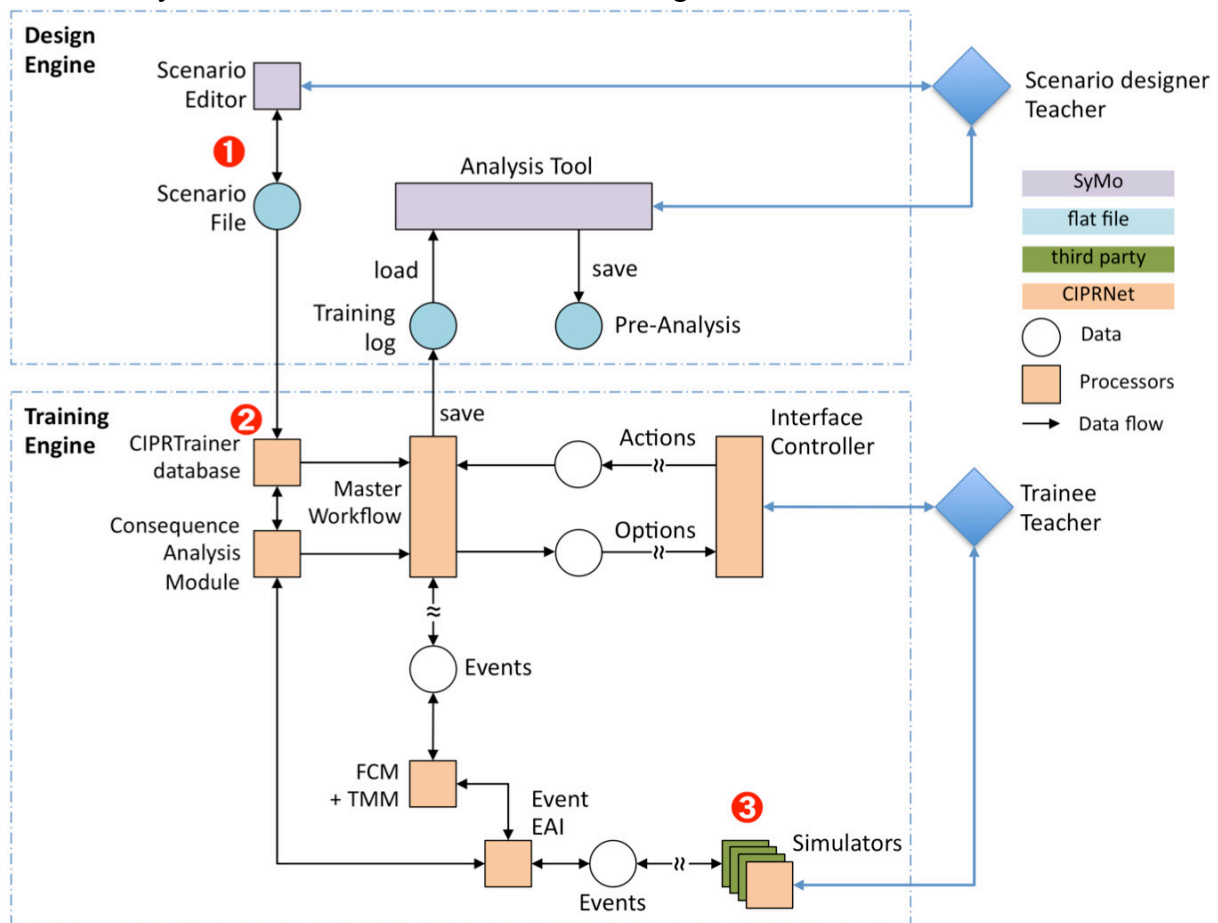 Design
Engine
Scenario
Editor
Scenario designer
Teacher
1
Scenario
File
Analysis Tool
SyMo
flat file
third party
CIPRNet
Data
Processors
Data flow
load
save
Training
log
Pre-Analysis
Training
Engine
2
save
CIPRTrainer
database
Master
Workflow
Actions
Interface
Controller
Consequence
Analysis
Module
Options
Trainee
Teacher
Events
FCM
+ TMM
Event
EAI
3
Simulators
Events